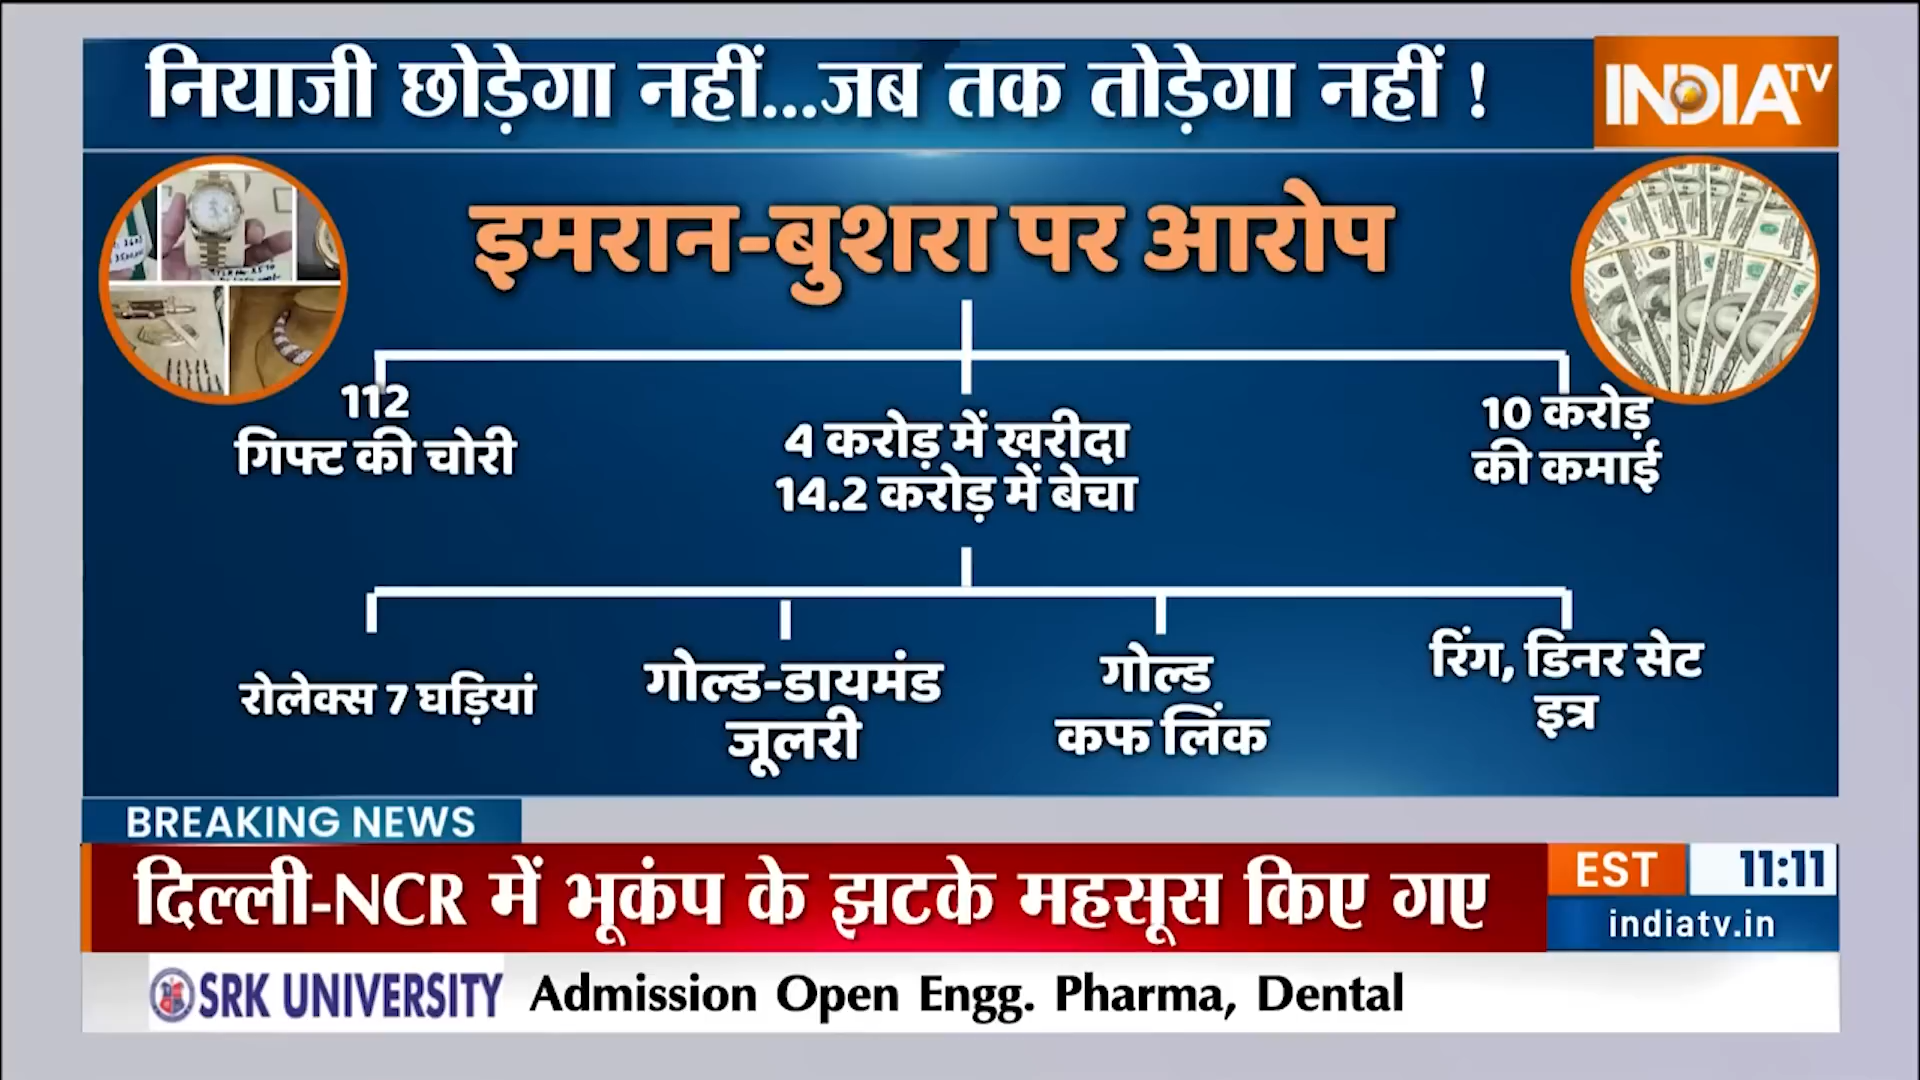 नियाजी छोड़ेगा नहीं...जब तक तोड़ेगा नहीं !
INDIA TV
इमरान-बुशरा पर आरोप
112
गिफ्ट की चोरी
4 करोड़ में खरीदा
14.2 करोड़ में बेचा
10 करोड़
की कमाई
रोलेक्स 7 घड़ियां
गोल्ड-डायमंड
जूलरी
गोल्ड
कफ लिंक
रिंग, डिनर सेट
इत्र
BREAKING NEWS
दिल्ली-NCR में भूकंप के झटके महसूस किए गए
EST 11:11
indiatv.in
SRK UNIVERSITY Admission Open Engg. Pharma, Dental